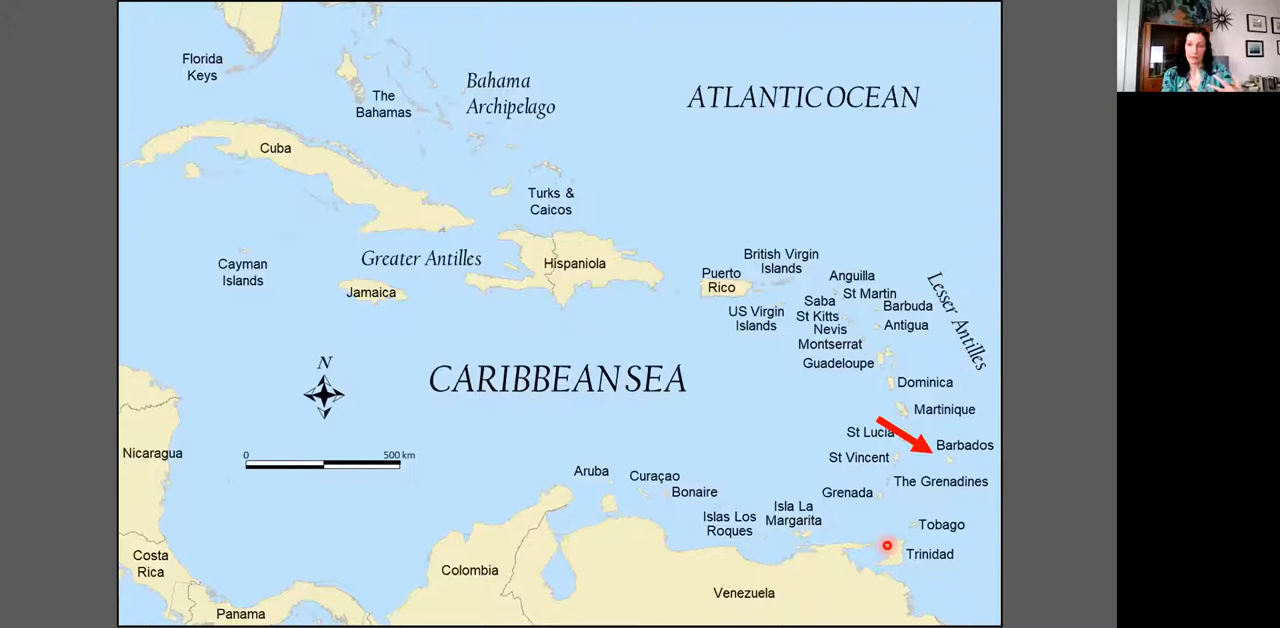 Florida
Keys
The
Bahamas
Bahama
Archipelago
ATLANTIC OCEAN
Cuba
Turks &
Caicos
Cayman
Islands
Greater Antilles
Jamaica
Hispaniola
Puerto
Rico
British Virgin
Islands
US Virgin
Islands
Anguilla
St Martin
Saba
St Kitts
Nevis
Barbuda
Antigua
Montserrat
Guadeloupe
Lesser Antilles
Dominica
Martinique
St Lucia
Barbados
St Vincent
The Grenadines
Grenada
Tobago
Trinidad
N
CARIBBEAN SEA
0
500 km
Nicaragua
Costa
Rica
Panama
Colombia
Venezuela
Aruba
Curaçao
Bonaire
Islas Los
Roques
Isla La
Margarita